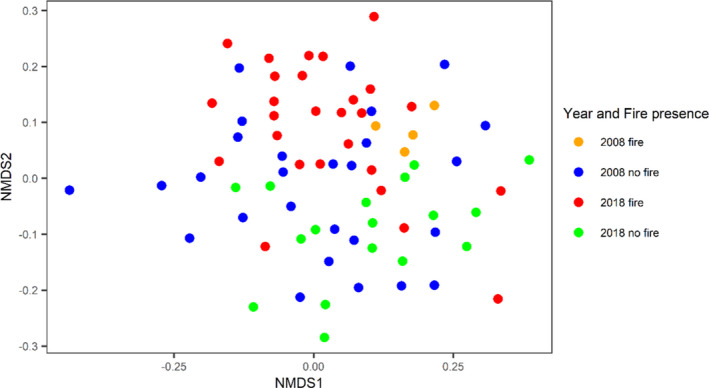 0.3
0.2
0.1
0.0
-0.1
-0.2
-0.3
NMDS2
-0.25
0.00
0.25
NMDS1
Year and Fire presence
2008 fire
2008 no fire
2018 fire
2018 no fire